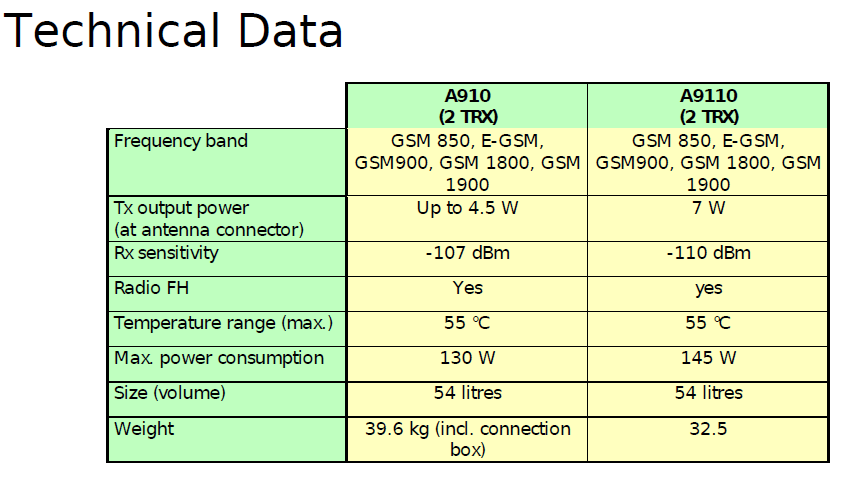 Technical Data
A910
(2 TRX)
A9110
(2 TRX)
Frequency band
GSM 850, E-GSM,
GSM900, GSM 1800, GSM
1900
GSM 850, E-GSM,
GSM900, GSM 1800, GSM
1900
Tx output power
(at antenna connector)
Up to 4.5 W
7 W
Rx sensitivity
-107 dBm
-110 dBm
Radio FH
Yes
yes
Temperature range (max.)
55 °C
55 °C
Max. power consumption
130 W
145 W
Size (volume)
54 litres
54 litres
Weight
39.6 kg (incl. connection
box)
32.5